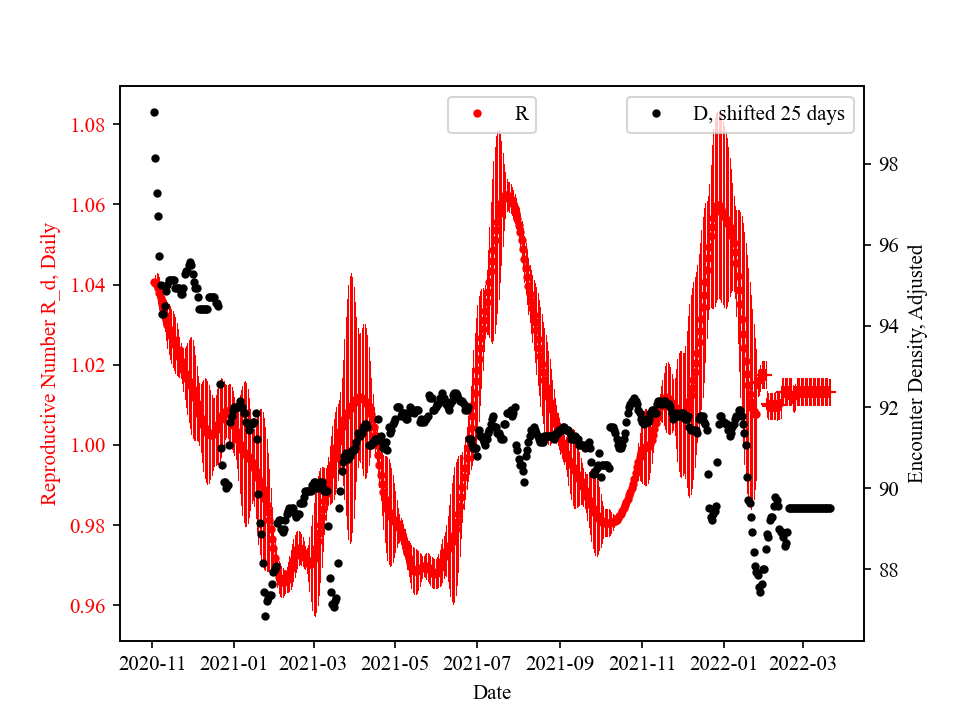 R
D, shifted 25 days
Reproductive Number R_d, Daily
1.08
1.06
1.04
1.02
1.00
0.98
0.96
98
96
94
92
90
88
Encounter Density, Adjusted
2020-11 2021-01 2021-03 2021-05 2021-07 2021-09 2021-11 2022-01 2022-03
Date